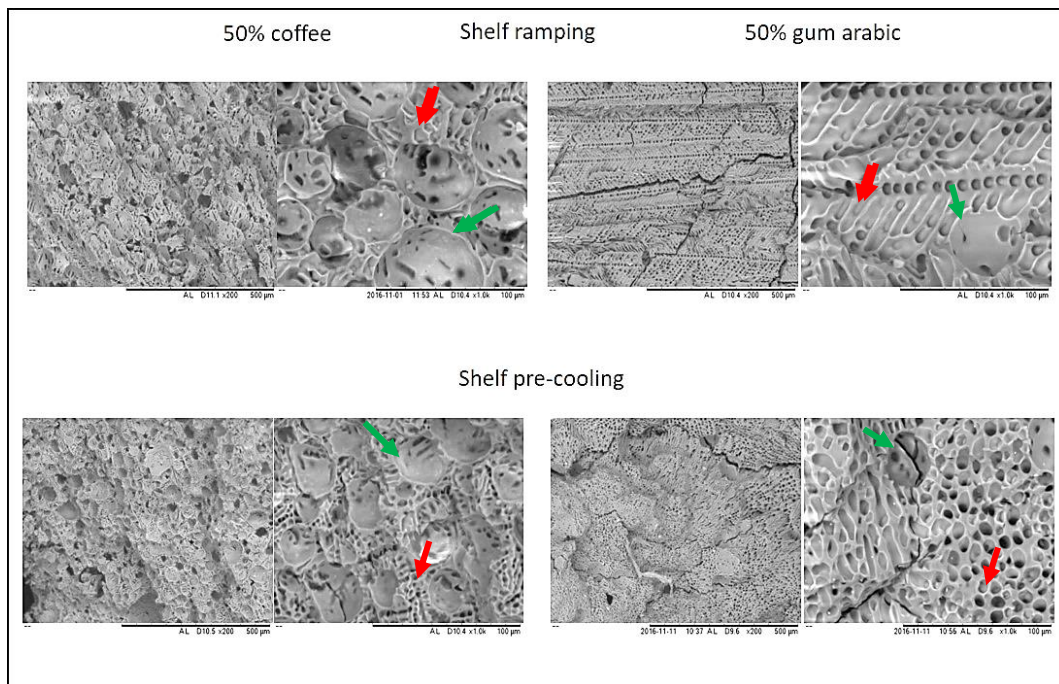 50% coffee Shelf ramping 50% gum arabic
AL D11.1 x200 500 µm
2016-11-01 11:53 AL D10.4 x1.0k 100 µm
AL D10.4 x200 500 µm
AL D10.4 x1.0k 100 µm
Shelf pre-cooling
AL D10.5 x200 500 µm
AL D10.4 x1.0k 100 µm
2016-11-11 10:37 AL D9.6 x200 500 µm
2016-11-11 10:56 AL D9.6 x1.0k 100 µm